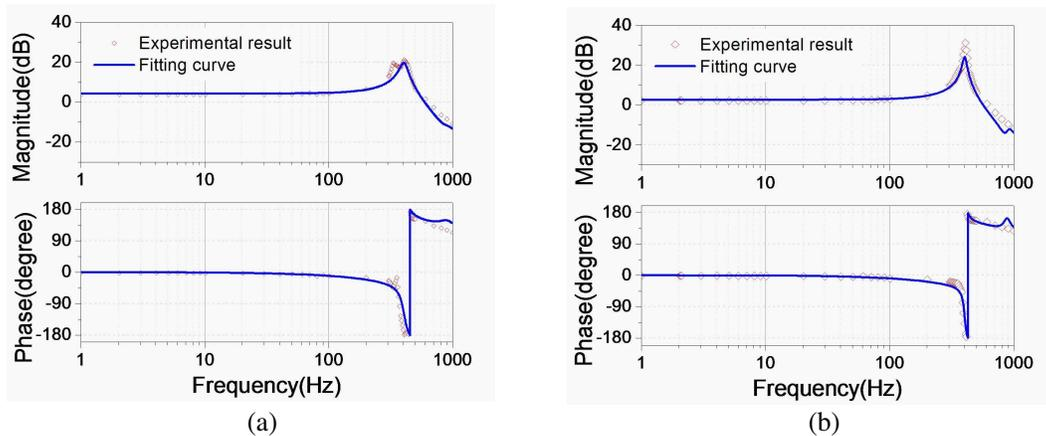 40
20
0
-20
Magnitude(dB)
Experimental result
Fitting curve
1 10 100 1000
180
90
0
-90
-180
Phase(degree)
1 10 100 1000
Frequency(Hz)
(a)
40
20
0
-20
Magnitude(dB)
Experimental result
Fitting curve
1 10 100 1000
180
90
0
-90
-180
Phase(degree)
1 10 100 1000
Frequency(Hz)
(b)